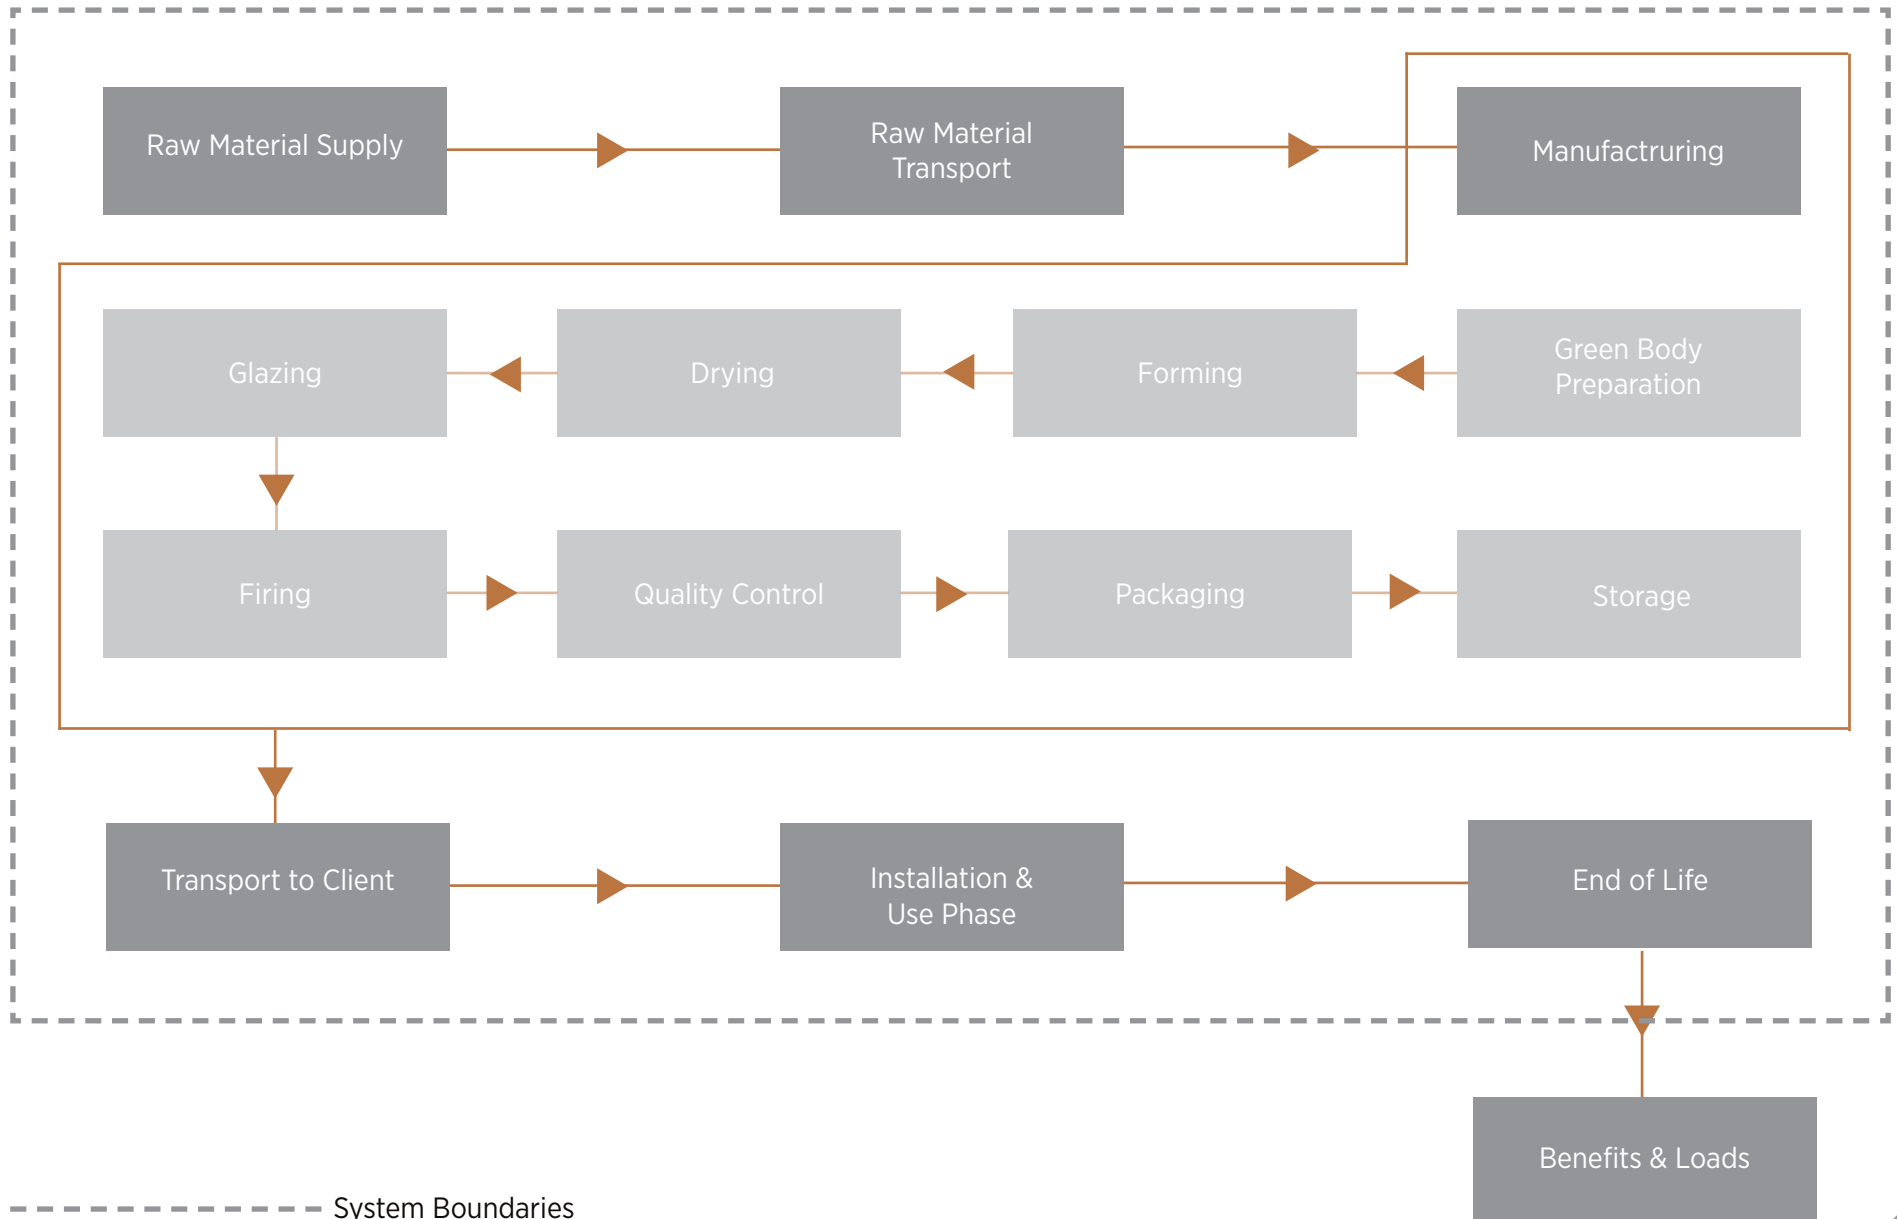 Raw Material Supply
Raw Material
Transport
Manufactruring
Glazing
Drying
Forming
Green Body
Preparation
Firing
Quality Control
Packaging
Storage
Transport to Client
Installation &
Use Phase
End of Life
Benefits & Loads
System Boundaries